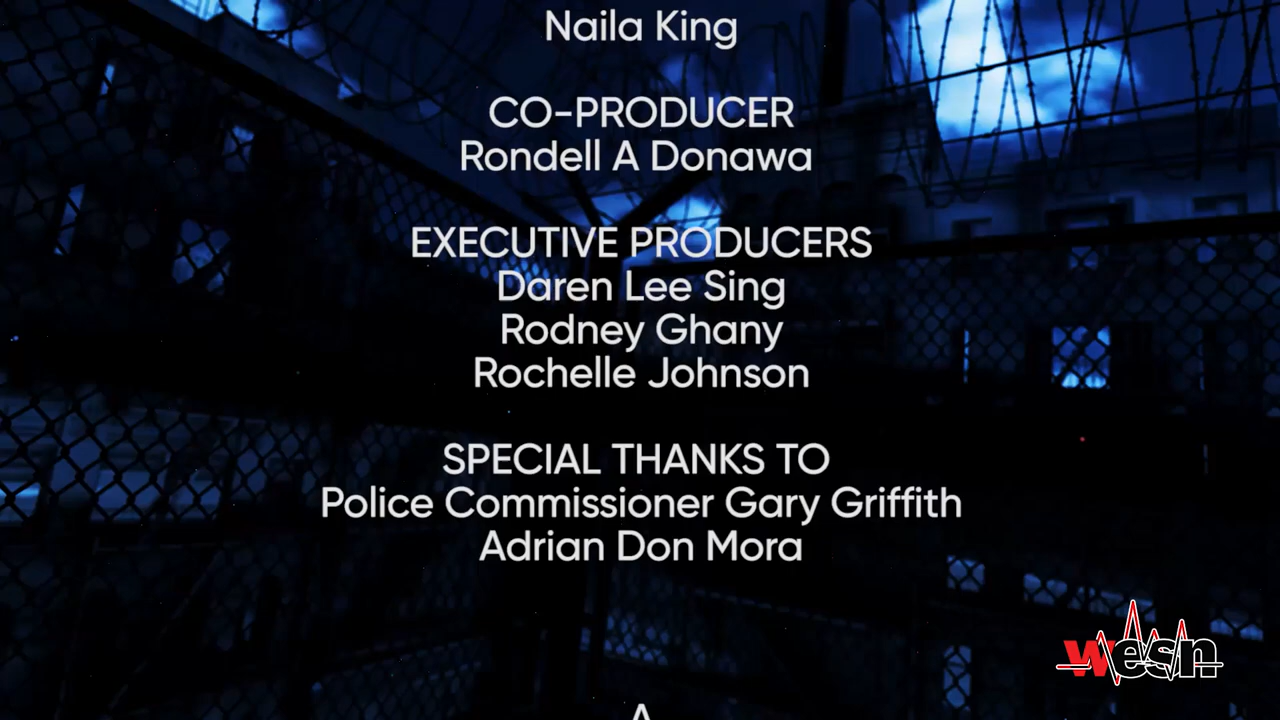 Naila King
CO-PRODUCER
Rondell A Donawa
EXECUTIVE PRODUCERS
Daren Lee Sing
Rodney Ghany
Rochelle Johnson
SPECIAL THANKS TO
Police Commissioner Gary Griffith
Adrian Don Mora
wesn